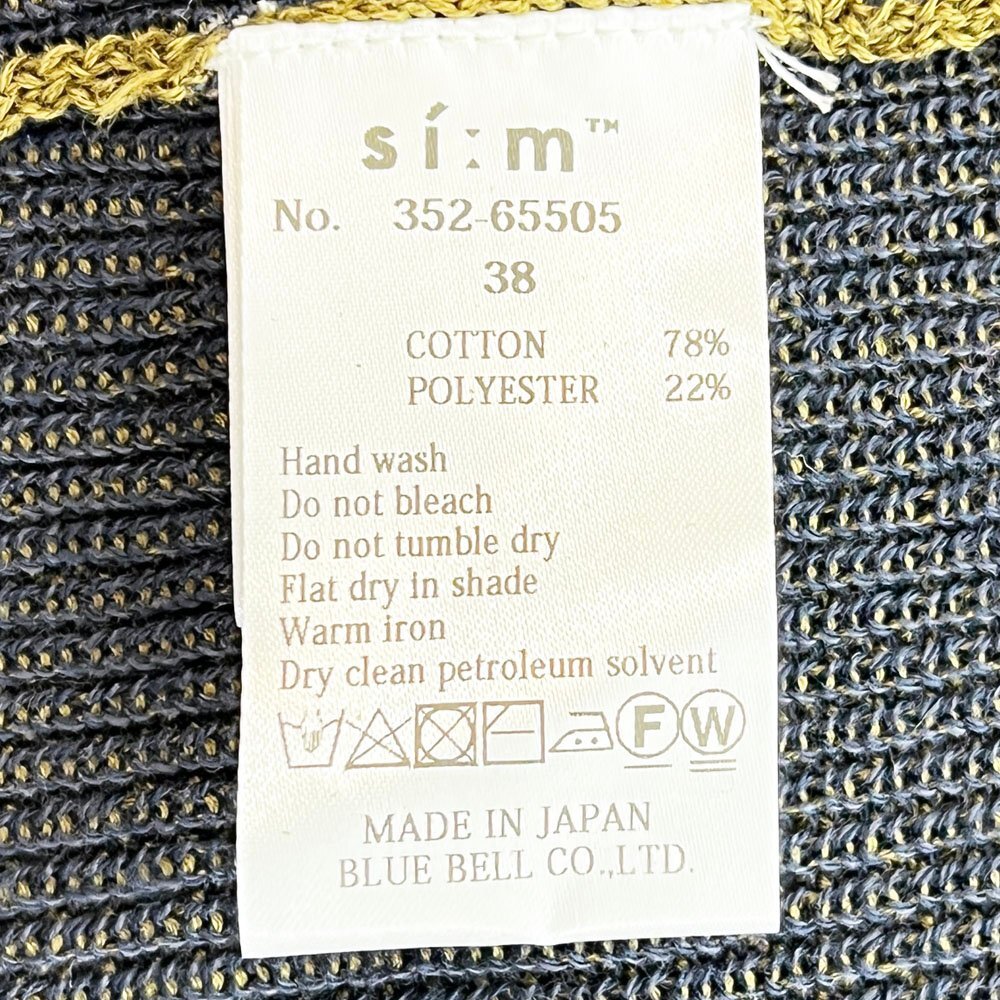 sí:m™
No. 352-65505
38
COTTON 78%
POLYESTER 22%
Hand wash
Do not bleach
Do not tumble dry
Flat dry in shade
Warm iron
Dry clean petroleum solvent
F W
MADE IN JAPAN
BLUE BELL CO.,LTD.